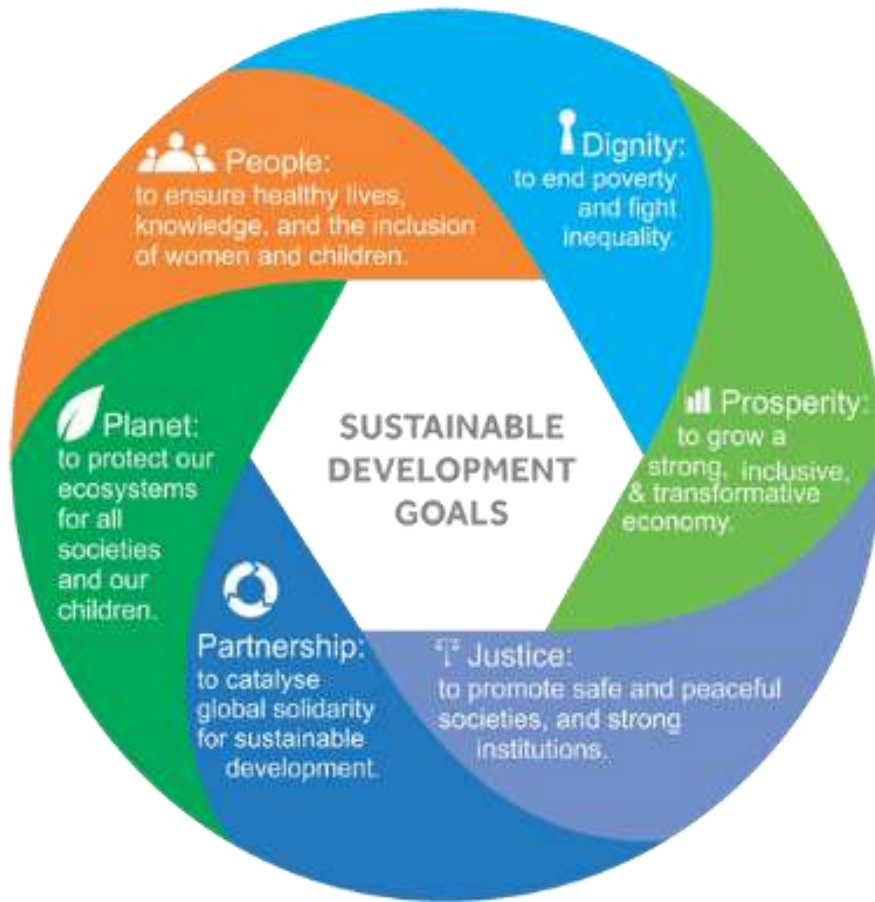 Dignity:
to end poverty
and fight
inequality.
Prosperity:
to grow a
strong, inclusive,
& transformative
economy.
Justice:
to promote safe and peaceful
societies, and strong
institutions.
Partnership:
to catalyse
global solidarity
for sustainable
development.
Planet:
to protect our
ecosystems
for all
societies
and our
children.
People:
to ensure healthy lives,
knowledge, and the inclusion
of women and children.
SUSTAINABLE
DEVELOPMENT
GOALS